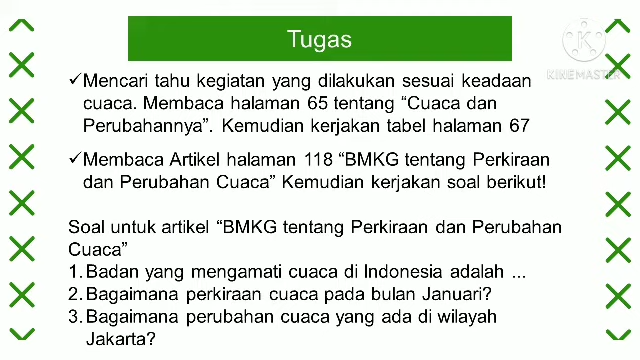 Tugas
KINEMASTER
✓Mencari tahu kegiatan yang dilakukan sesuai keadaan
cuaca. Membaca halaman 65 tentang “Cuaca dan
Perubahannya”. Kemudian kerjakan tabel halaman 67
✓Membaca Artikel halaman 118 “BMKG tentang Perkiraan
dan Perubahan Cuaca” Kemudian kerjakan soal berikut!
Soal untuk artikel “BMKG tentang Perkiraan dan Perubahan
Cuaca”
1. Badan yang mengamati cuaca di Indonesia adalah ...
2. Bagaimana perkiraan cuaca pada bulan Januari?
3. Bagaimana perubahan cuaca yang ada di wilayah
Jakarta?